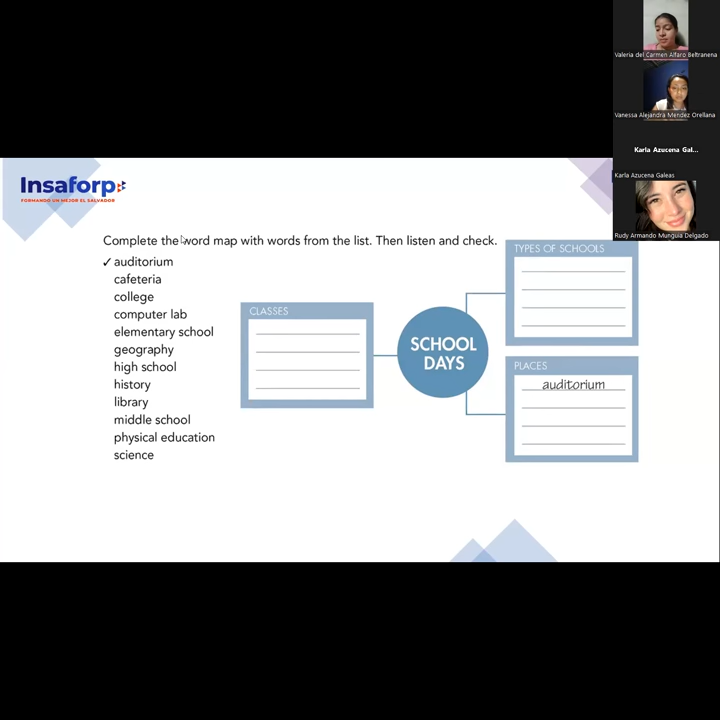 Valeria del Carmen Alfaro Beltranena
Vanessa Alejandra Mendez Orellana
Karla Azucena Gal...
Karla Azucena Galeas
Rudy Armando Munguia Delgado
Insaforp
FORMANDO UN MEJOR EL SALVADOR
Complete the word map with words from the list. Then listen and check.
✓ auditorium
cafeteria
college
computer lab
elementary school
geography
high school
history
library
middle school
physical education
science
CLASSES
SCHOOL
DAYS
TYPES OF SCHOOLS
PLACES
auditorium